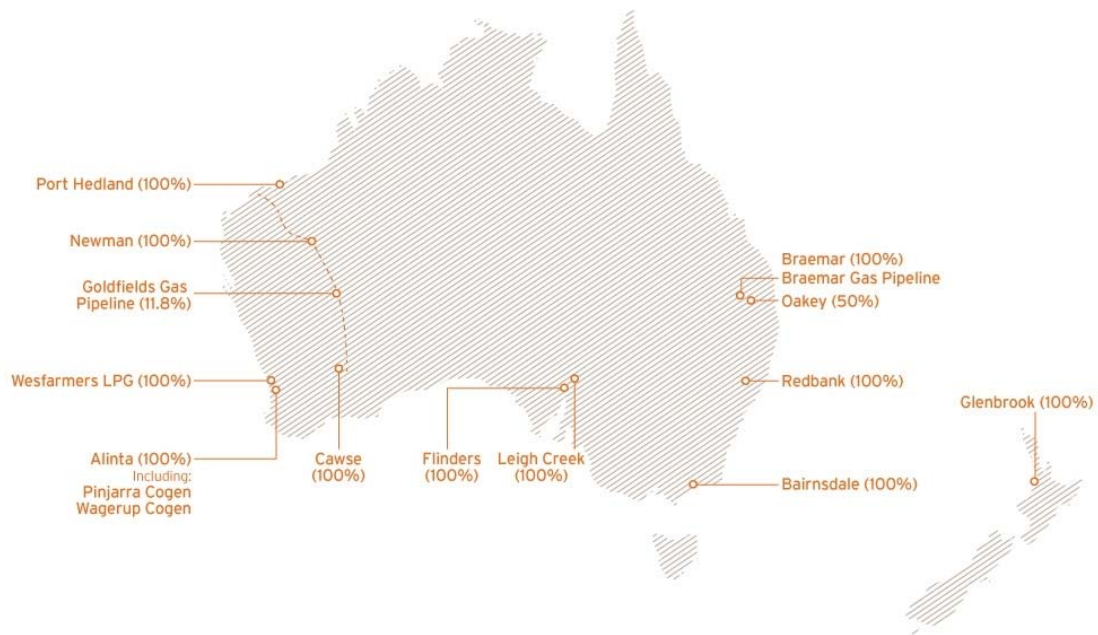 Port Hedland (100%)
Newman (100%)
Goldfields Gas
Pipeline (11.8%)
Wesfarmers LPG (100%)
Alinta (100%)
Including:
Pinjarra Cogen
Wagerup Cogen
Cawse
(100%)
Flinders
(100%)
Leigh Creek
(100%)
Braemar (100%)
Braemar Gas Pipeline
Oakey (50%)
Redbank (100%)
Bairnsdale (100%)
Glenbrook (100%)